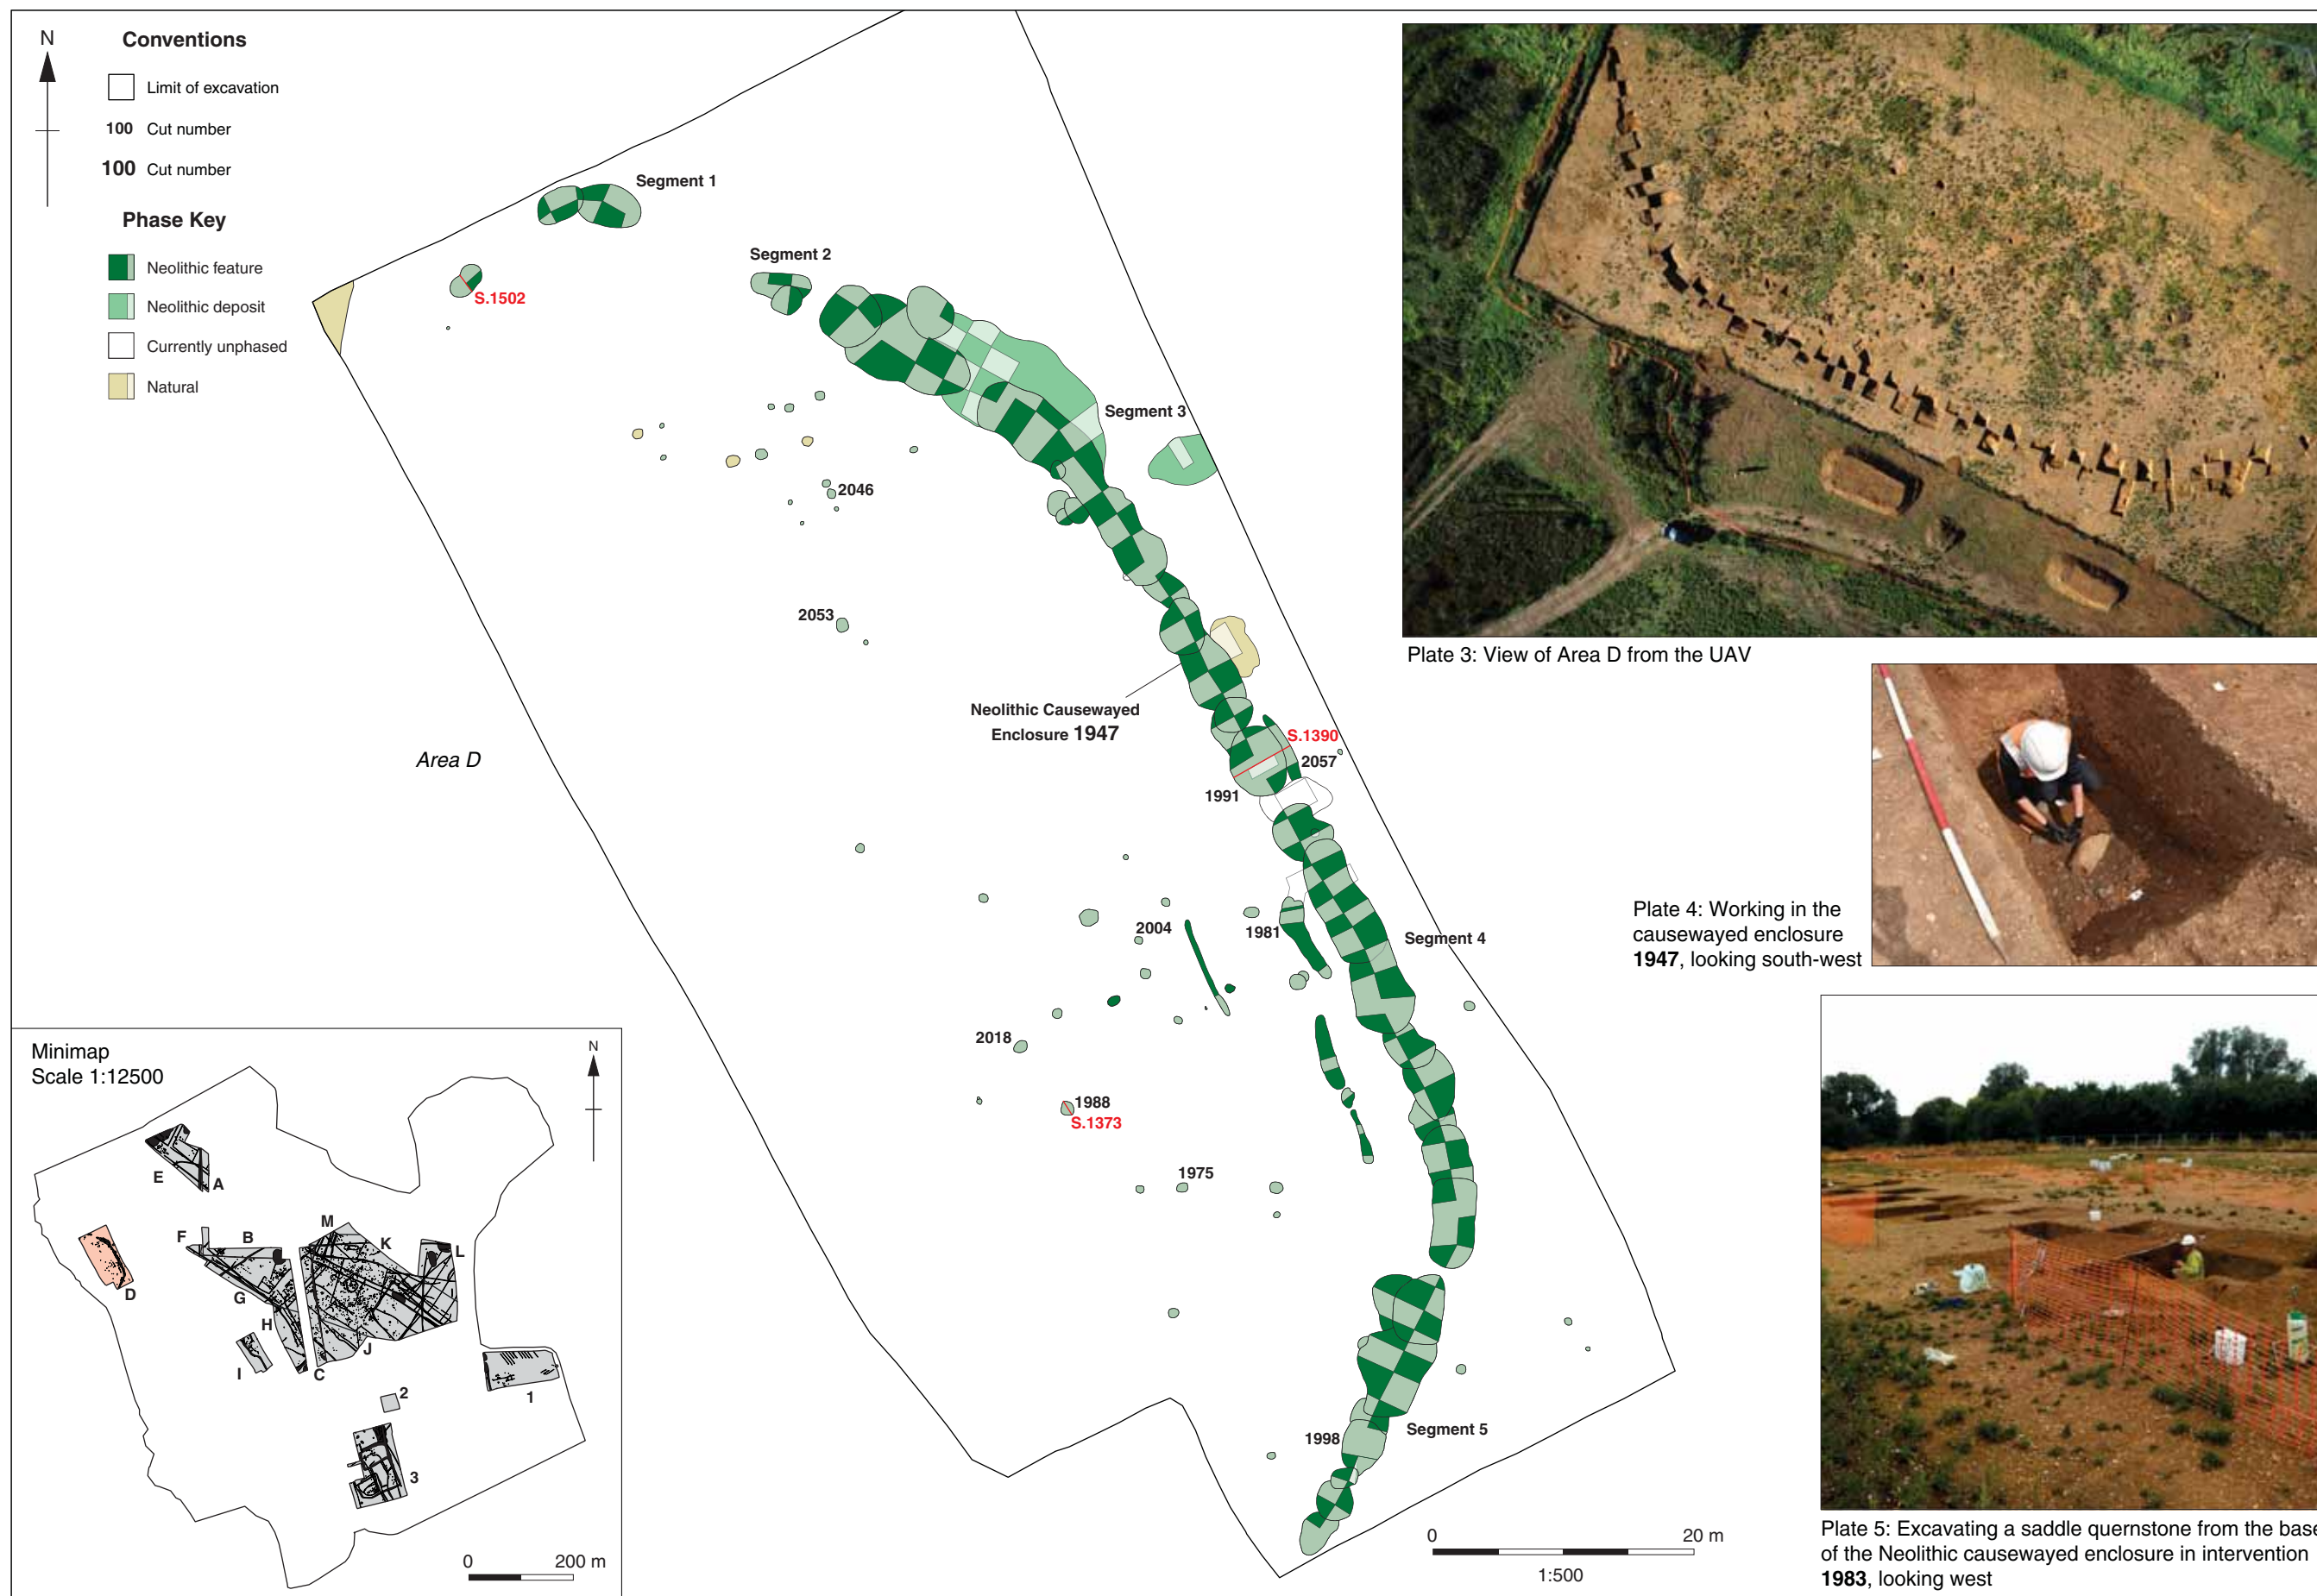 N
Conventions
Limit of excavation
100 Cut number
100 Cut number
Phase Key
Neolithic feature
Neolithic deposit
Currently unphased
Natural
Segment 1
Segment 2
S.1502
Segment 3
2046
2053
Neolithic Causewayed
Enclosure 1947
S.1390
2057
1991
Area D
2004
1981
Segment 4
2018
1988
S.1373
1975
1998
Segment 5
0 20 m
1:500
Plate 3: View of Area D from the UAV
Plate 4: Working in the
causewayed enclosure
1947, looking south-west
Plate 5: Excavating a saddle quernstone from the base
of the Neolithic causewayed enclosure in intervention
1983, looking west
Minimap
Scale 1:12500
N
E
A
D
F
B
M
K
L
G
H
I
C
J
1
2
3
0 200 m